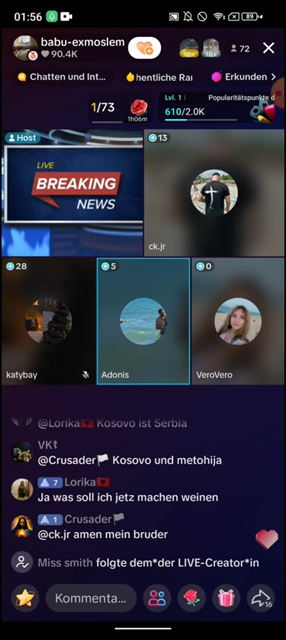 01:56
89
babu-exmoslem
90.4K
72
Chatten und Int...
hentliche Ra
Erkunden
1/73
1h06m
Lvl. 1
Popularitätspunkte d
610/2.0K
Host
13
LIVE
BREAKING
NEWS
ck.jr
28
5
0
katybay
Adonis
VeroVero
@Lorika🇦🇱 Kosovo ist Serbia
VK✝
@Crusader🏳 Kosovo und metohija
7 Lorika🇦🇱
Ja was soll ich jetz machen weinen
1 Crusader🏳
@ck.jr amen mein bruder
Miss smith folgte dem*der LIVE-Creator*in
Kommenta...
16